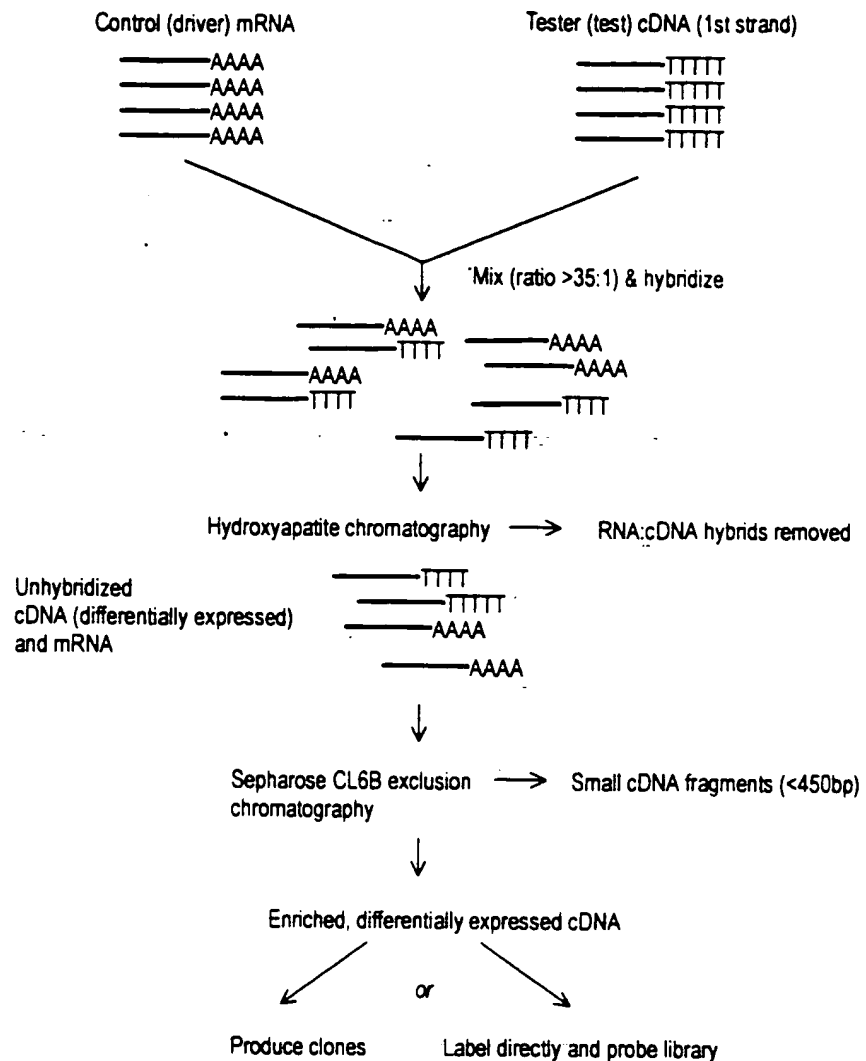 Control (driver) mRNA
Tester (test) cDNA (1st strand)
AAAA
AAAA
AAAA
AAAA
TTTTT
TTTT
TTTT
TTTT
Mix (ratio >35:1) & hybridize
AAAA
TTTT
AAAA
TTTT
AAAA
AAAA
TTTT
TTTT
Hydroxyapatite chromatography
RNA:cDNA hybrids removed
Unhybridized
cDNA (differentially expressed)
and mRNA
TTTT
TTTTT
AAAA
AAAA
Sepharose CL6B exclusion
chromatography
Small cDNA fragments (<450bp)
Enriched, differentially expressed cDNA
or
Produce clones
Label directly and probe library